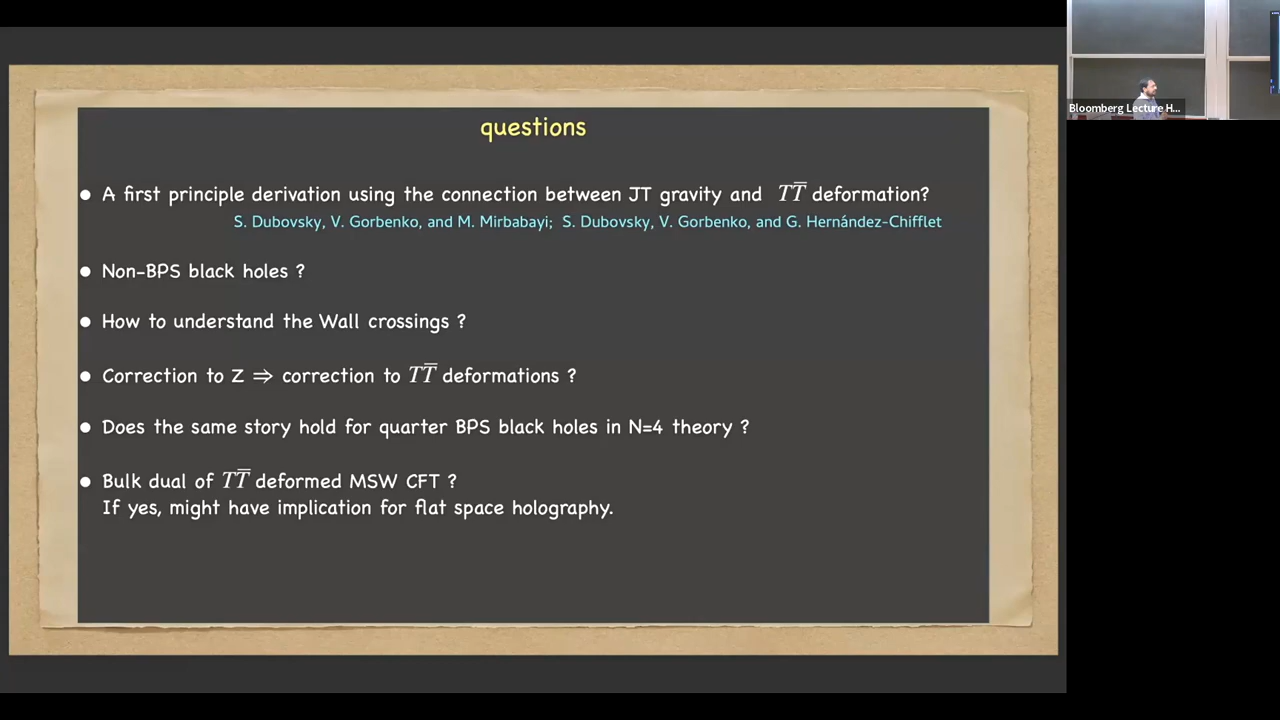 questions
● A first principle derivation using the connection between JT gravity and $T\overline{T}$ deformation?
S. Dubovsky, V. Gorbenko, and M. Mirbabayi; S. Dubovsky, V. Gorbenko, and G. Hernández-Chifflet
● Non-BPS black holes ?
● How to understand the Wall crossings ?
● Correction to Z ⇒ correction to $T\overline{T}$ deformations ?
● Does the same story hold for quarter BPS black holes in N=4 theory ?
● Bulk dual of $T\overline{T}$ deformed MSW CFT ?
If yes, might have implication for flat space holography.
Bloomberg Lecture H...